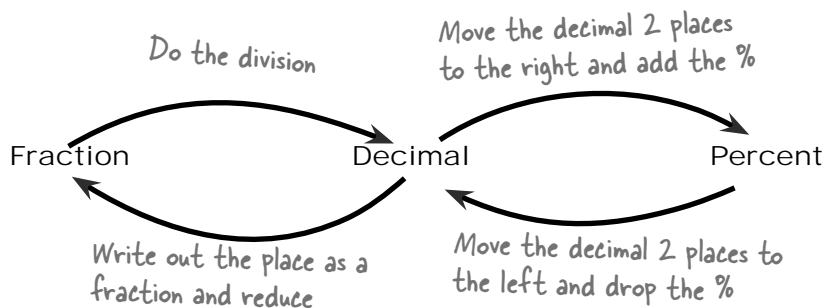 Do the division
Move the decimal 2 places
to the right and add the %
Fraction
Decimal
Percent
Write out the place as a
fraction and reduce
Move the decimal 2 places to
the left and drop the %